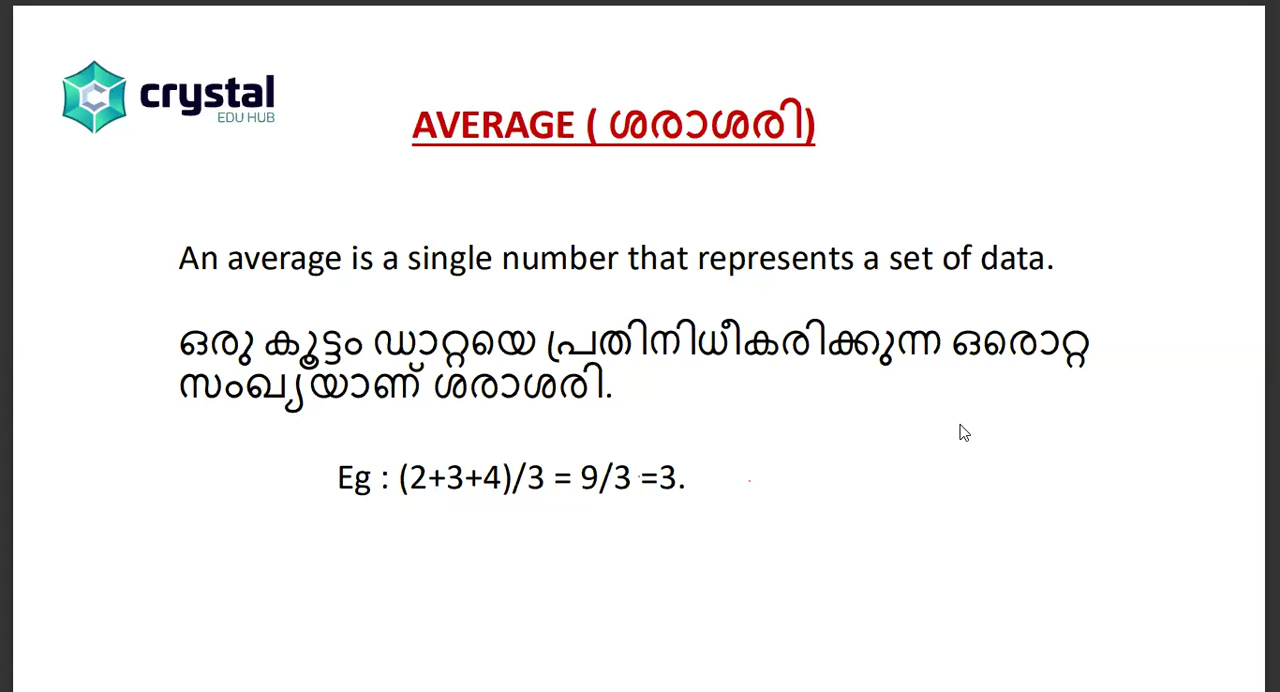 crystal
EDU HUB
AVERAGE ( ശരാശരി)
An average is a single number that represents a set of data.
ഒരു കൂട്ടം ഡാറ്റയെ പ്രതിനിധീകരിക്കുന്ന ഒരൊറ്റ
സംഖ്യയാണ് ശരാശരി.
Eg : (2+3+4)/3 = 9/3 =3.